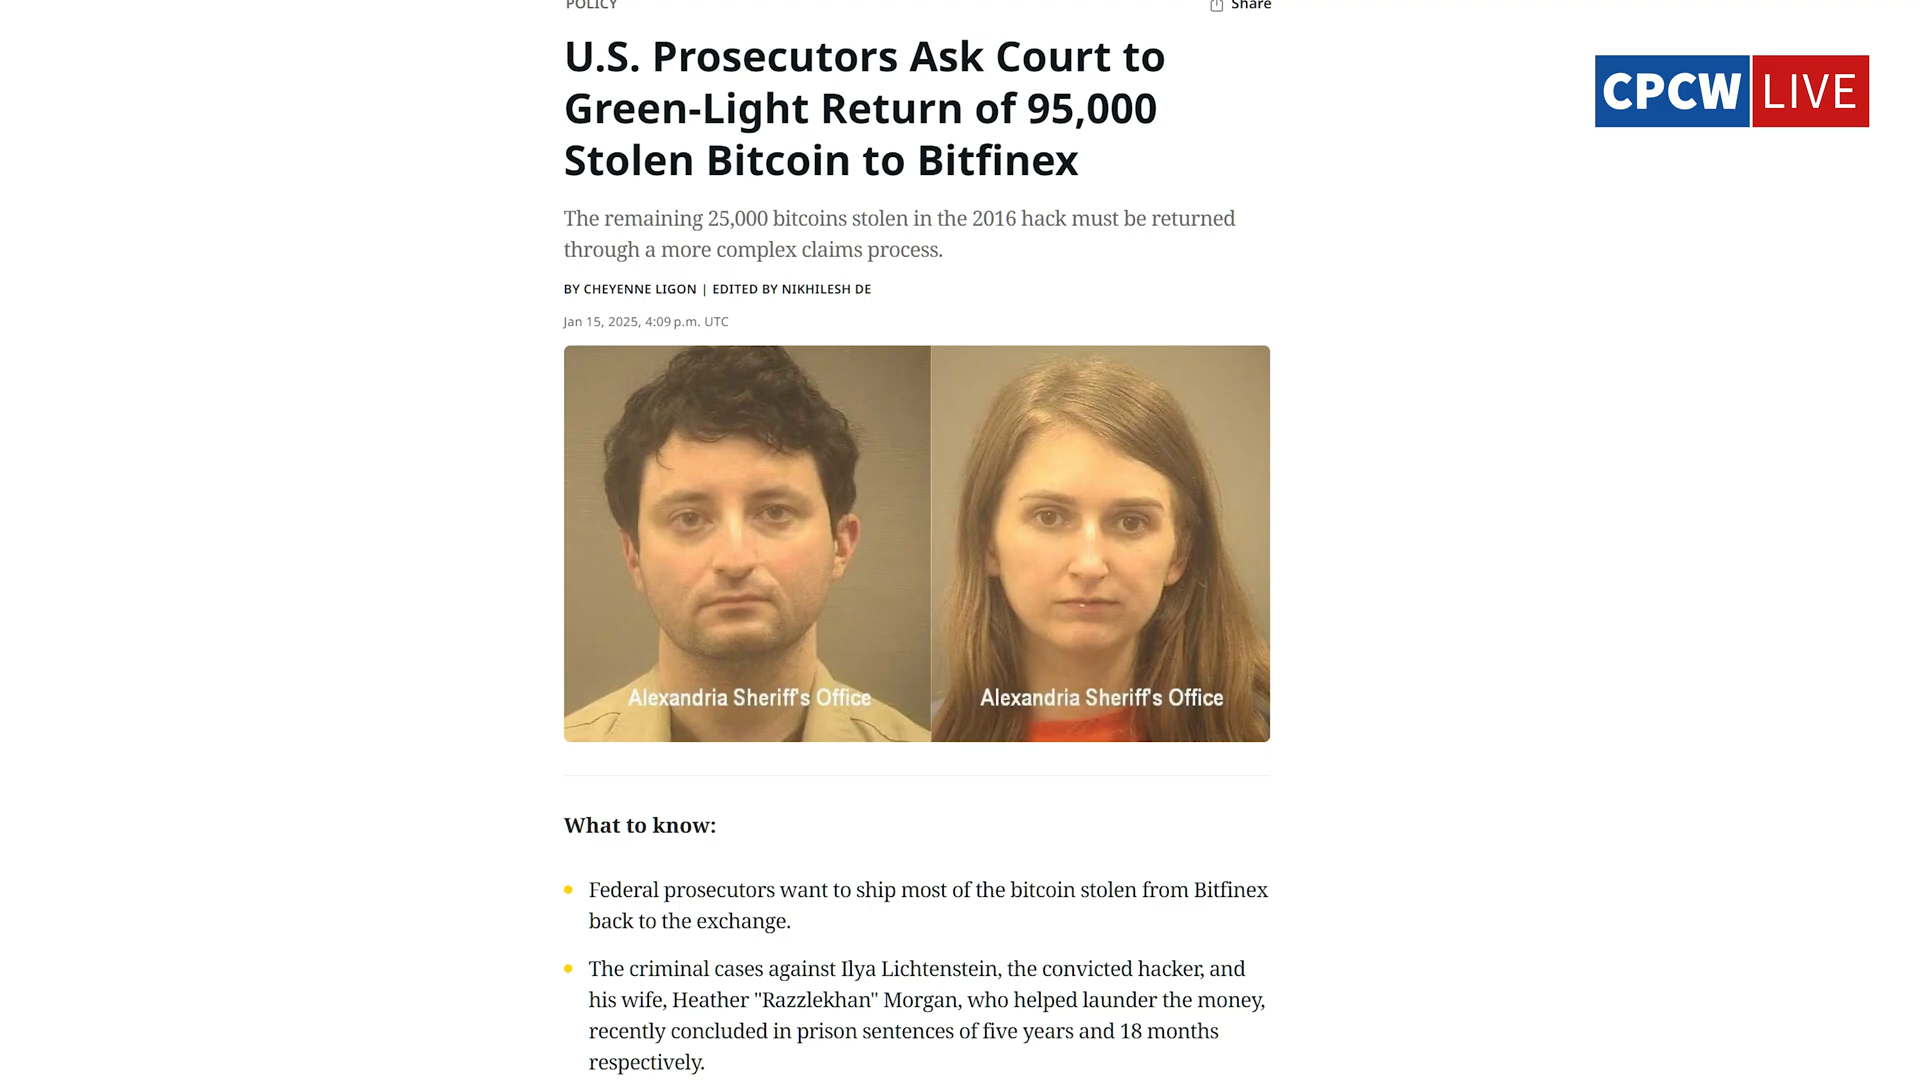 POLICY
Share
U.S. Prosecutors Ask Court to
Green-Light Return of 95,000
Stolen Bitcoin to Bitfinex
CPCW LIVE
The remaining 25,000 bitcoins stolen in the 2016 hack must be returned
through a more complex claims process.
BY CHEYENNE LIGON | EDITED BY NIKHILESH DE
Jan 15, 2025, 4:09 p.m. UTC
Alexandria Sheriff's Office
Alexandria Sheriff's Office
What to know:
Federal prosecutors want to ship most of the bitcoin stolen from Bitfinex
back to the exchange.
The criminal cases against Ilya Lichtenstein, the convicted hacker, and
his wife, Heather "Razzlekhan" Morgan, who helped launder the money,
recently concluded in prison sentences of five years and 18 months
respectively.